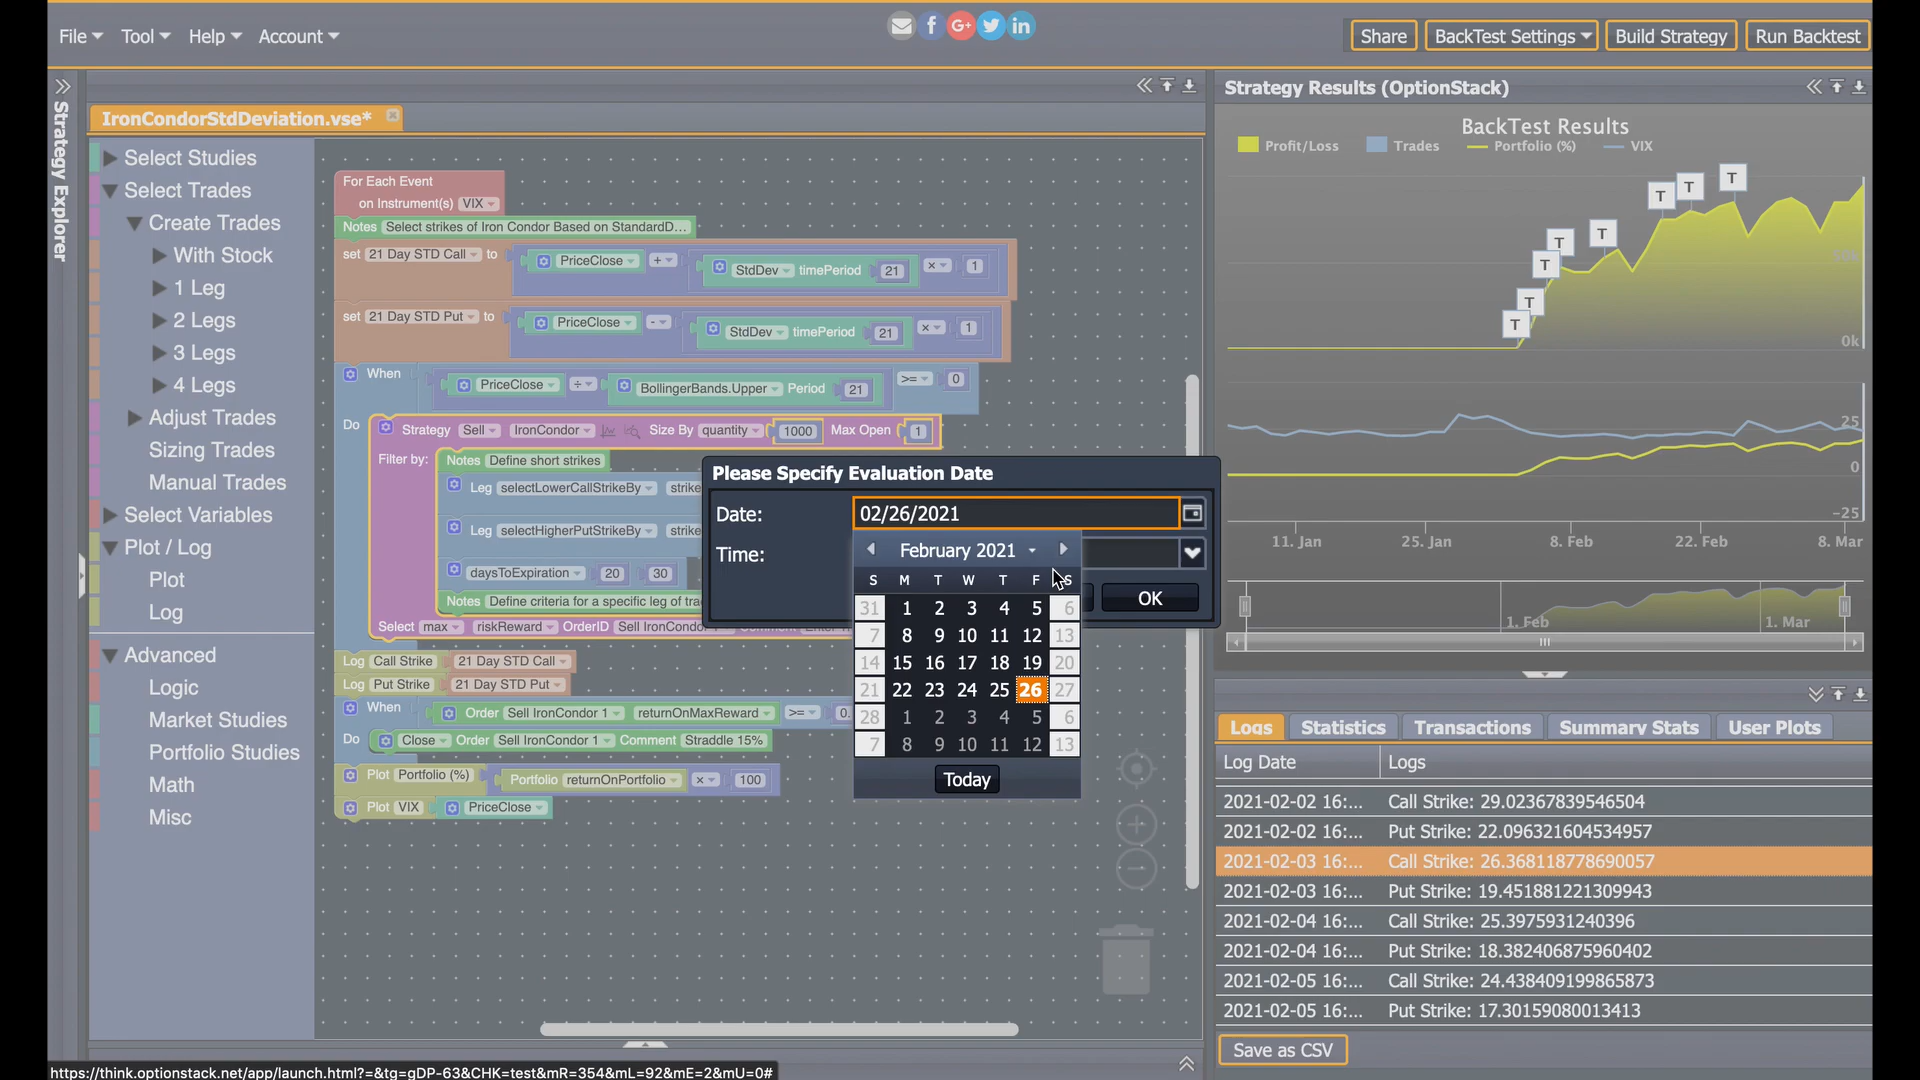 File Tool Help Account
Share BackTest Settings Build Strategy Run Backtest
Strategy Explorer
IronCondorStdDeviation.vse*
Select Studies
Select Trades
Create Trades
With Stock
1 Leg
2 Legs
3 Legs
4 Legs
Adjust Trades
Sizing Trades
Manual Trades
Select Variables
Plot / Log
Plot
Log
Advanced
Logic
Market Studies
Portfolio Studies
Math
Misc
For Each Event
on Instrument(s) VIX
Notes Select strikes of Iron Condor Based on StandardD...
set 21 Day STD Call to PriceClose + StdDev timePeriod 21 × 1
set 21 Day STD Put to PriceClose - StdDev timePeriod 21 × 1
When PriceClose ÷ BollingerBands.Upper Period 21 >= 0
Do Strategy Sell IronCondor Size By quantity 1000 Max Open 1
Filter by: Notes Define short strikes
Leg selectLowerCallStrikeBy strike
Leg selectHigherPutStrikeBy strike
daysToExpiration 20 30
Notes Define criteria for a specific leg of tra
Select max riskReward OrderID Sell IronCondor
Log Call Strike 21 Day STD Call
Log Put Strike 21 Day STD Put
When Order Sell IronCondor 1 returnOnMaxReward >= 0.
Do Close Order Sell IronCondor 1 Comment Straddle 15%
Plot Portfolio (%) Portfolio returnOnPortfolio × 100
Plot VIX PriceClose
Please Specify Evaluation Date
Date: 02/26/2021
Time:
OK
February 2021
S M T W T F S
31 1 2 3 4 5 6
7 8 9 10 11 12 13
14 15 16 17 18 19 20
21 22 23 24 25 26 27
28 1 2 3 4 5 6
7 8 9 10 11 12 13
Today
Strategy Results (OptionStack)
BackTest Results
Profit/Loss Trades Portfolio (%) VIX
T T T T T T T T T
0k
25
0
-25
11. Jan 25. Jan 8. Feb 22. Feb 8. Mar
1. Feb 1. Mar
Logs Statistics Transactions Summary Stats User Plots
Log Date Logs
2021-02-02 16:... Call Strike: 29.02367839546504
2021-02-02 16:... Put Strike: 22.096321604534957
2021-02-03 16:... Call Strike: 26.368118778690057
2021-02-03 16:... Put Strike: 19.451881221309943
2021-02-04 16:... Call Strike: 25.3975931240396
2021-02-04 16:... Put Strike: 18.382406875960402
2021-02-05 16:... Call Strike: 24.438409199865873
2021-02-05 16:... Put Strike: 17.30159080013413
Save as CSV
https://think.optionstack.net/app/launch.html?=&tg=gDP-63&CHK=test&mR=354&mL=92&mE=2&mU=0#